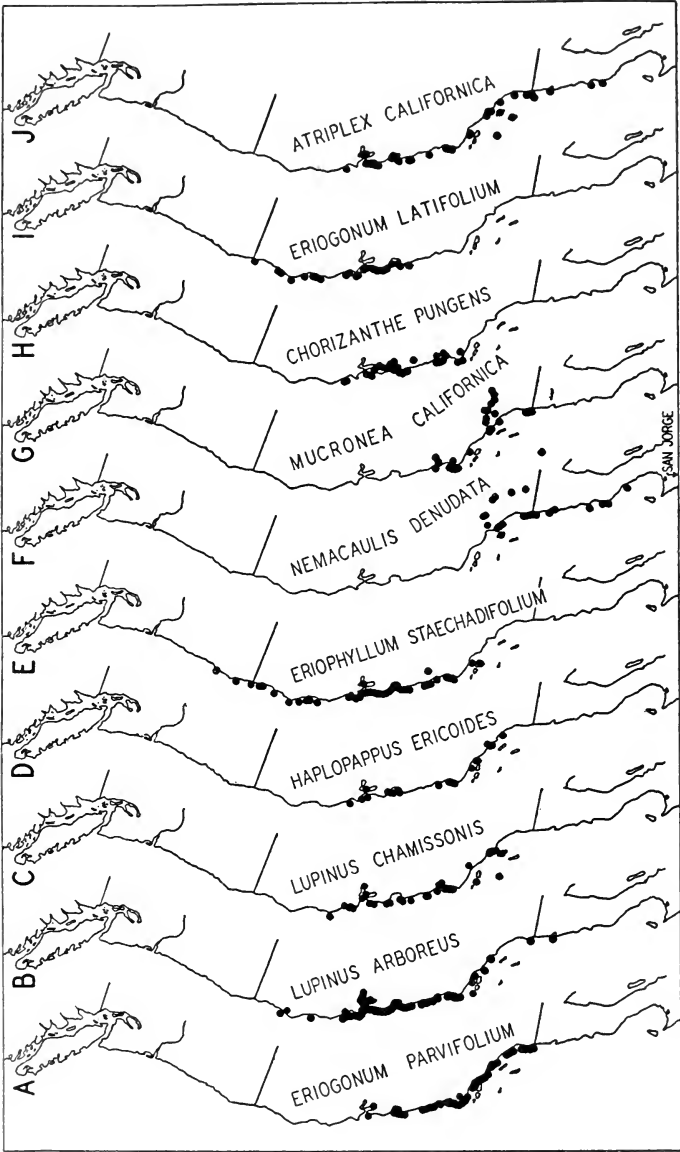 A
ERIOGONUM PARVIFOLIUM
B
LUPINUS ARBOREUS
C
LUPINUS CHAMISSONIS
D
HAPLOPAPPUS ERICOIDES
E
ERIOPHYLLUM STAECHADIFOLIUM
F
NEMACAULIS DENUDATA
SAN JORGE
G
MUCRONEA CALIFORNICA
H
CHORIZANTHE PUNGENS
I
ERIOGONUM LATIFOLIUM
J
ATRIPLEX CALIFORNICA